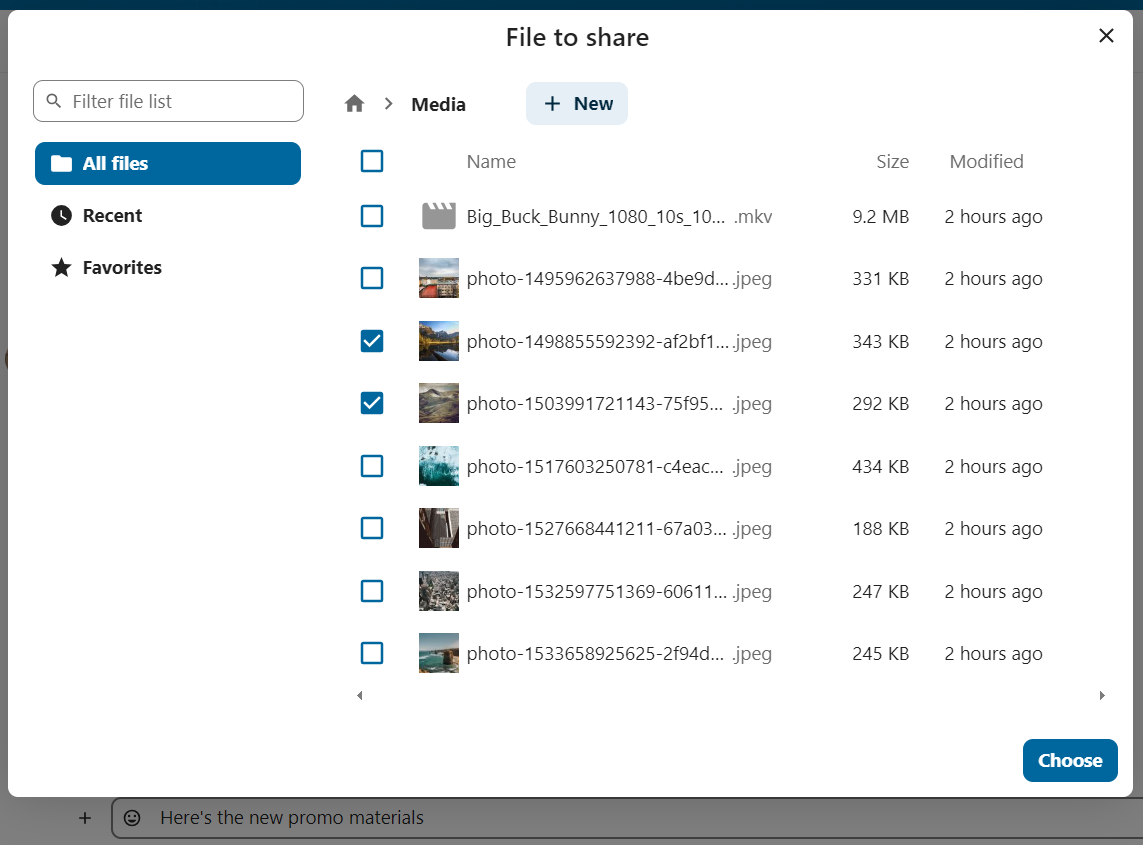 File to share
Filter file list
All files
Recent
Favorites
Media
+ New
Name Size Modified
Big_Buck_Bunny_1080_10s_10... .mkv 9.2 MB 2 hours ago
photo-1495962637988-4be9d... .jpeg 331 KB 2 hours ago
photo-1498855592392-af2bf1... .jpeg 343 KB 2 hours ago
photo-1503991721143-75f95... .jpeg 292 KB 2 hours ago
photo-1517603250781-c4eac... .jpeg 434 KB 2 hours ago
photo-1527668441211-67a03... .jpeg 188 KB 2 hours ago
photo-1532597751369-60611... .jpeg 247 KB 2 hours ago
photo-1533658925625-2f94d... .jpeg 245 KB 2 hours ago
Choose
Here's the new promo materials